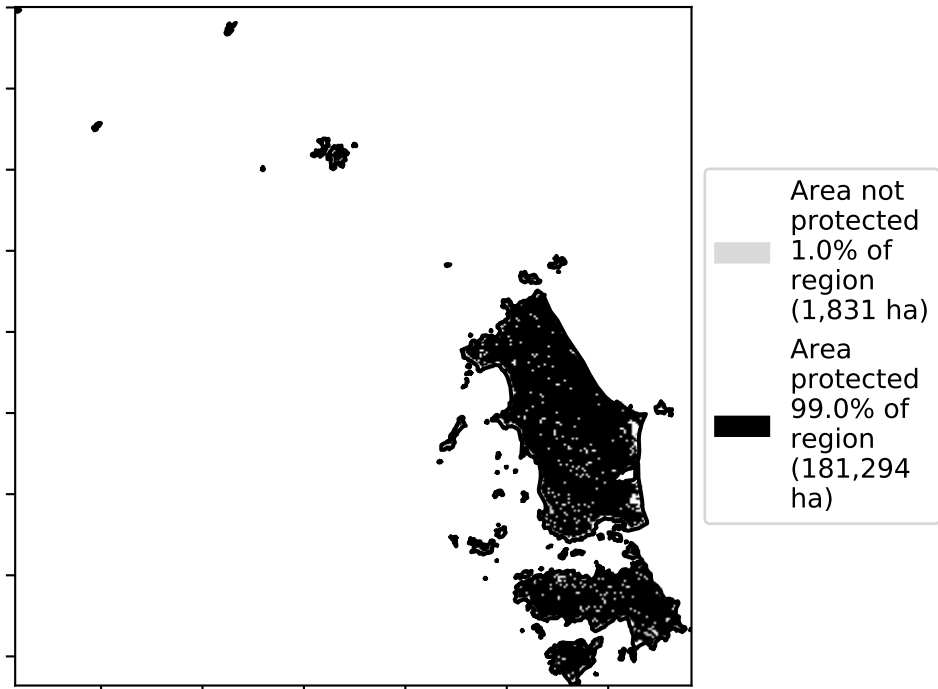 Area not
protected
1.0% of
region
(1,831 ha)
Area
protected
99.0% of
region
(181,294
ha)